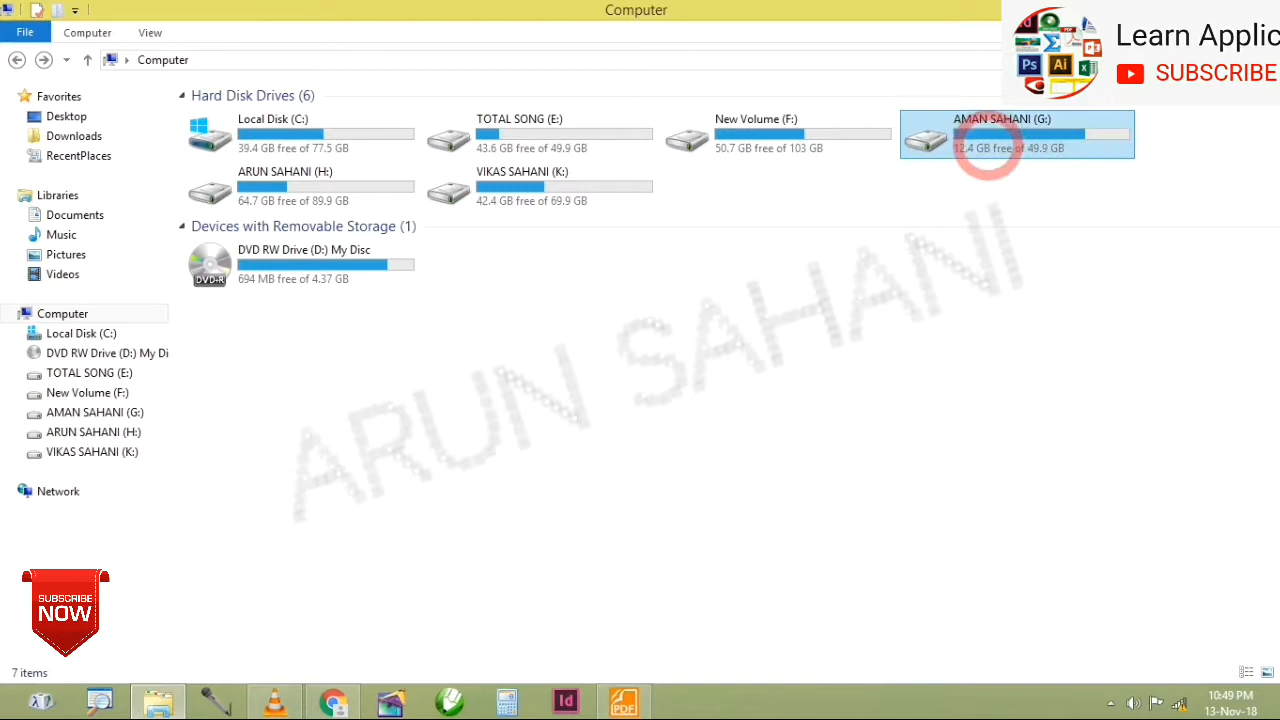 Computer
File Computer View
Learn Applic
SUBSCRIBE
Computer
Favorites
Desktop
Downloads
RecentPlaces
Libraries
Documents
Music
Pictures
Videos
Computer
Local Disk (C:)
DVD RW Drive (D:) My Di
TOTAL SONG (E:)
New Volume (F:)
AMAN SAHANI (G:)
ARUN SAHANI (H:)
VIKAS SAHANI (K:)
Network
Hard Disk Drives (6)
Local Disk (C:)
39.4 GB free of 77.5 GB
TOTAL SONG (E:)
43.6 GB free of 49.9 GB
New Volume (F:)
50.7 GB free of 103 GB
AMAN SAHANI (G:)
12.4 GB free of 49.9 GB
ARUN SAHANI (H:)
64.7 GB free of 89.9 GB
VIKAS SAHANI (K:)
42.4 GB free of 69.9 GB
Devices with Removable Storage (1)
DVD RW Drive (D:) My Disc
694 MB free of 4.37 GB
DVD-R
ARUN SAHANI
SUBSCRIBE
NOW
7 items
Ps Ai
Id
PDF
10:49 PM
13-Nov-18